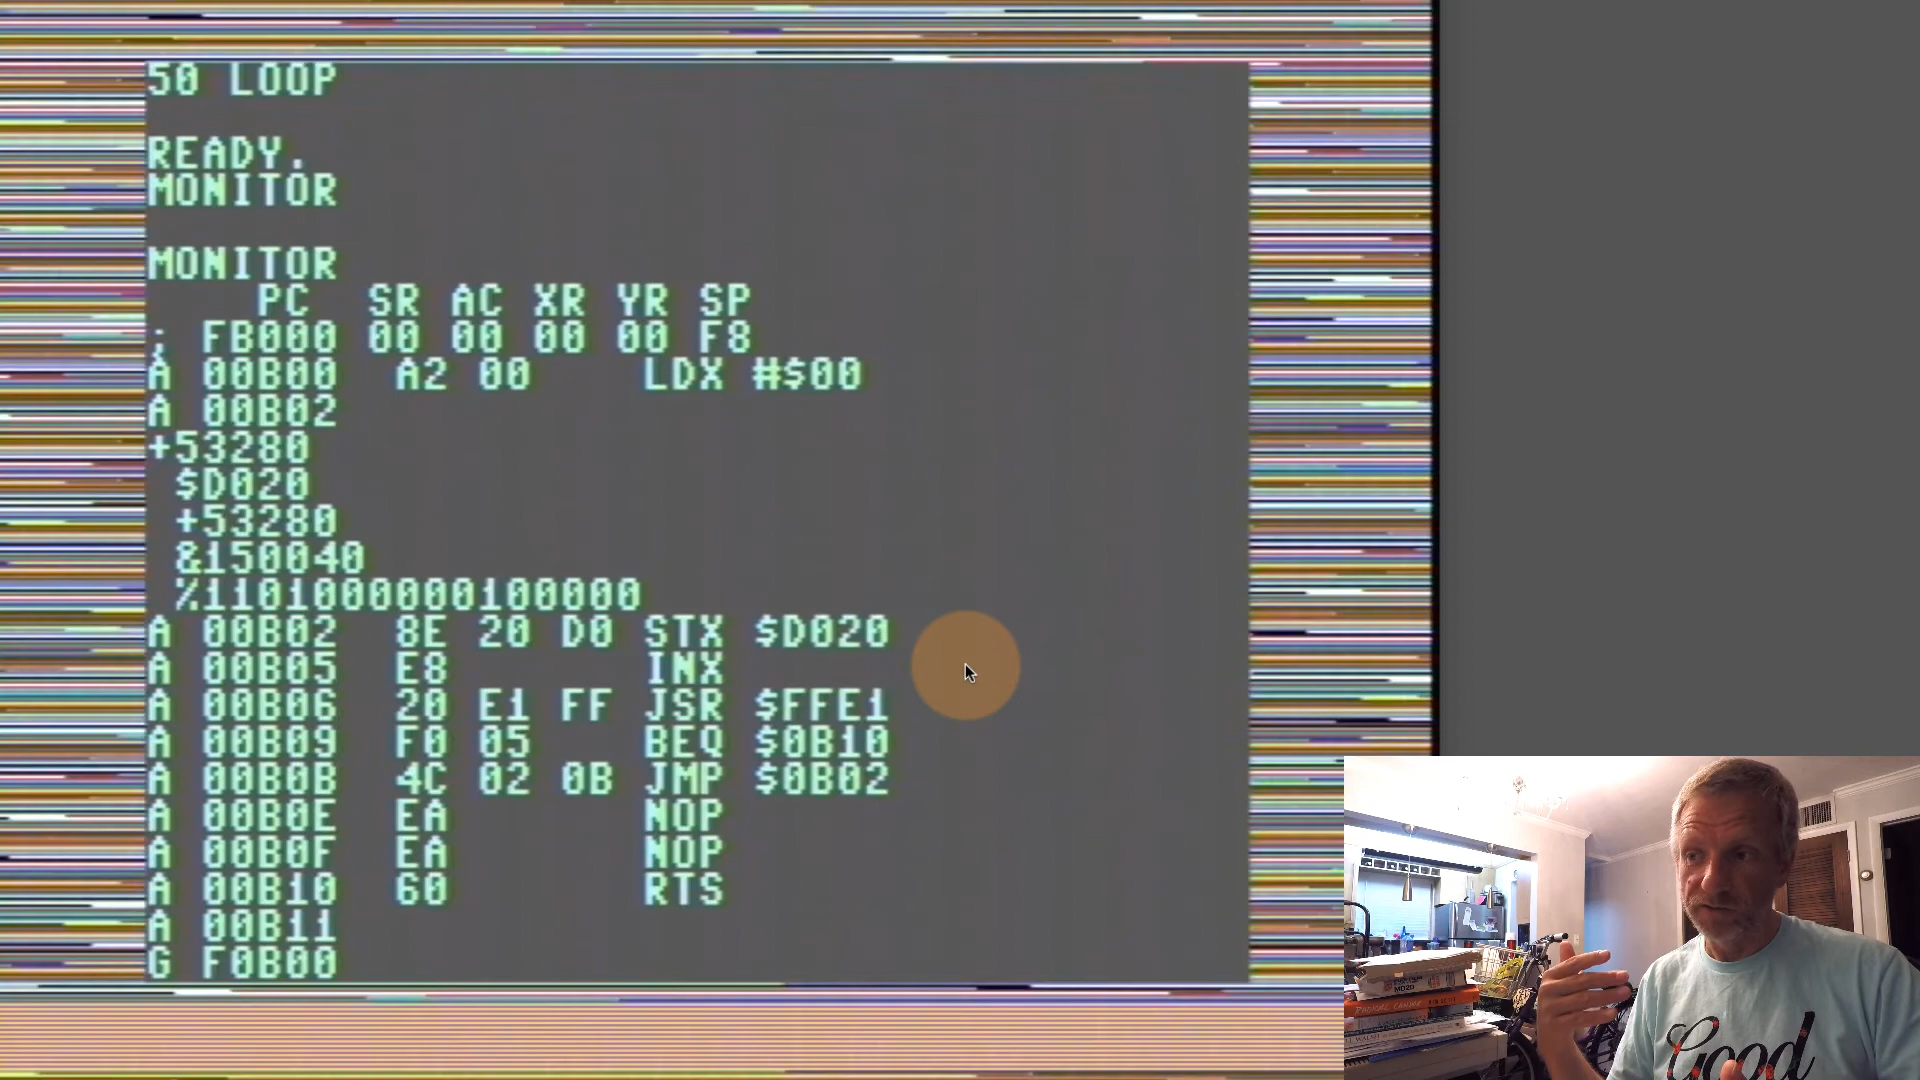 50 LOOP
READY.
MONITOR
MONITOR
PC SR AC XR YR SP
; FB000 00 00 00 00 F8
A 00B00 A2 00 LDX #$00
A 00B02
+53280
$D020
+53280
&150040
%1101000000100000
A 00B02 8E 20 D0 STX $D020
A 00B05 E8 INX
A 00B06 20 E1 FF JSR $FFE1
A 00B09 F0 05 BEQ $0B10
A 00B0B 4C 02 0B JMP $0B02
A 00B0E EA NOP
A 00B0F EA NOP
A 00B10 60 RTS
A 00B11
G F0B00
Good